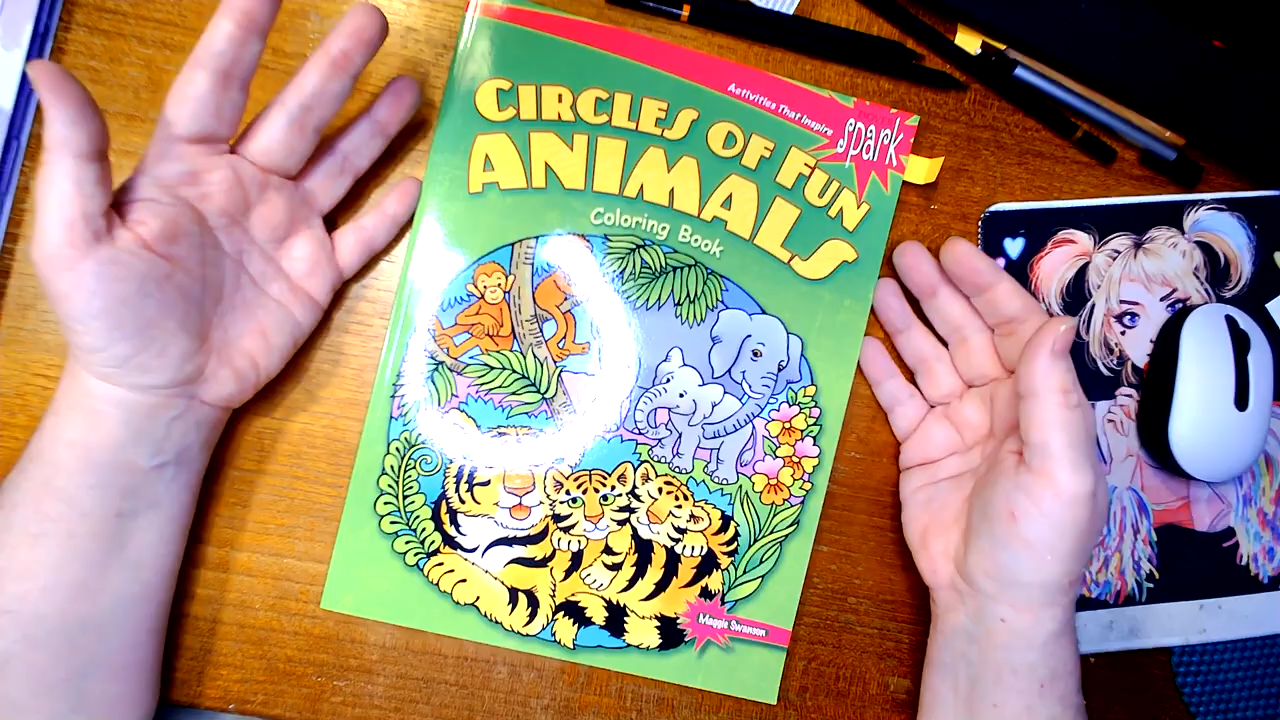 Activities That Inspire
spark
CIRCLES OF FUN
ANIMALS
Coloring Book
Maggie Swanson